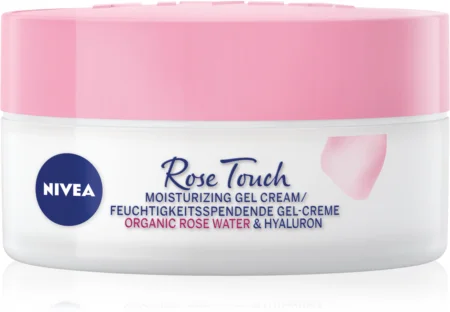 NIVEA
Rose Touch
MOISTURIZING GEL CREAM/
FEUCHTIGKEITSSPENDENDE GEL-CREME
ORGANIC ROSE WATER & HYALURON